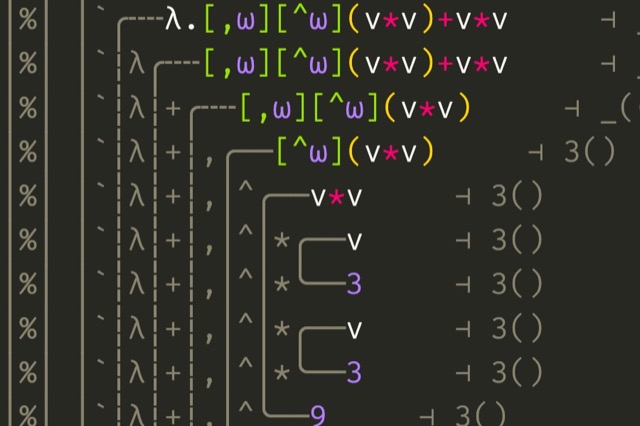 % ` λ.[,ω][^ω](v*v)+v*v ⊣ _
% ` λ [,ω][^ω](v*v)+v*v ⊣
% ` λ + [,ω][^ω](v*v) ⊣ _(
% ` λ + , [^ω](v*v) ⊣ 3()
% ` λ + , ^ v*v ⊣ 3()
% ` λ + , ^ * v ⊣ 3()
% ` λ + , ^ * 3 ⊣ 3()
% ` λ + , ^ * v ⊣ 3()
% ` λ + , ^ * 3 ⊣ 3()
% ` λ + , ^ 9 ⊣ 3()